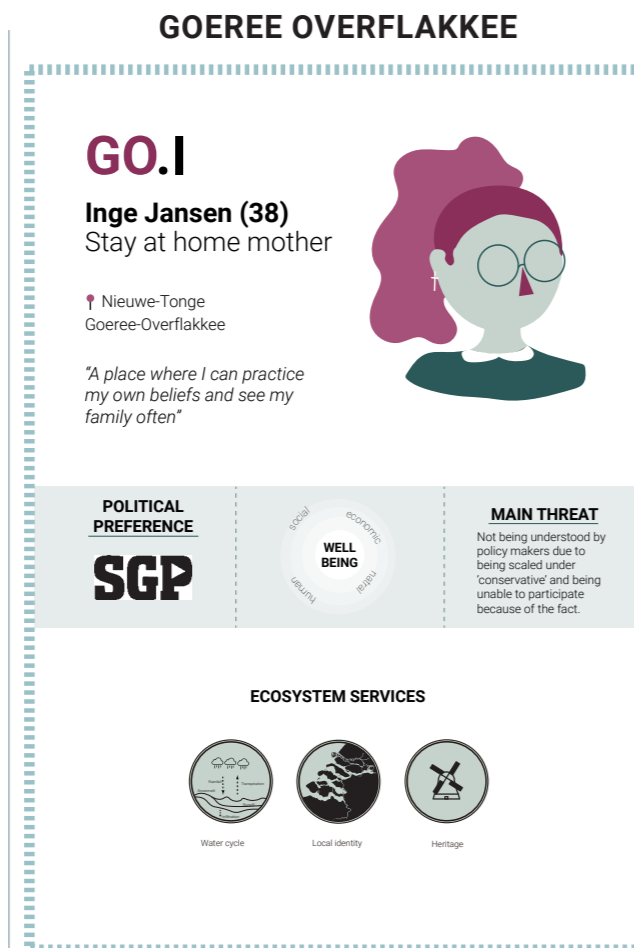 GOEREE OVERFLAKKEE
GO.I
Inge Jansen (38)
Stay at home mother
Nieuwe-Tonge
Goeree-Overflakkee
“A place where I can practice
my own beliefs and see my
family often”
POLITICAL
PREFERENCE
SGP
social
economic
WELL
BEING
human
natral
MAIN THREAT
Not being understood by
policy makers due to
being scaled under
‘conservative’ and being
unable to participate
because of the fact.
ECOSYSTEM SERVICES
Transpiration
Water cycle
Local identity
Heritage